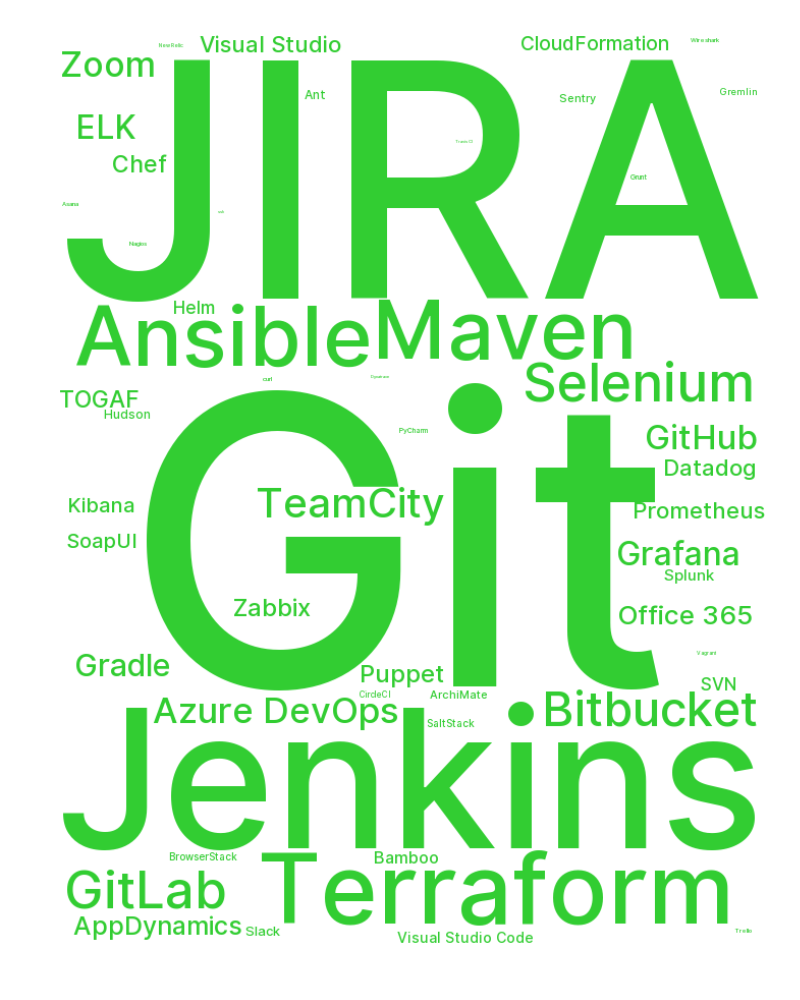 New Relic
Visual Studio
CloudFormation
Wireshark
Zoom
JIRA
Ant
Sentry
Gremlin
ELK
Chef
Grunt
Asana
Nagios
Helm
Ansible
Maven
Selenium
curl
TOGAF
Hudson
PyCharm
Git
GitHub
Datadog
TeamCity
Kibana
Prometheus
SoapUI
Grafana
Splunk
Zabbix
Office 365
Vagrant
Gradle
Puppet
SVN
CircleCI
ArchiMate
Azure DevOps
Bitbucket
SaltStack
Jenkins
BrowserStack
Bamboo
Terraform
GitLab
AppDynamics
Slack
Visual Studio Code
Trello